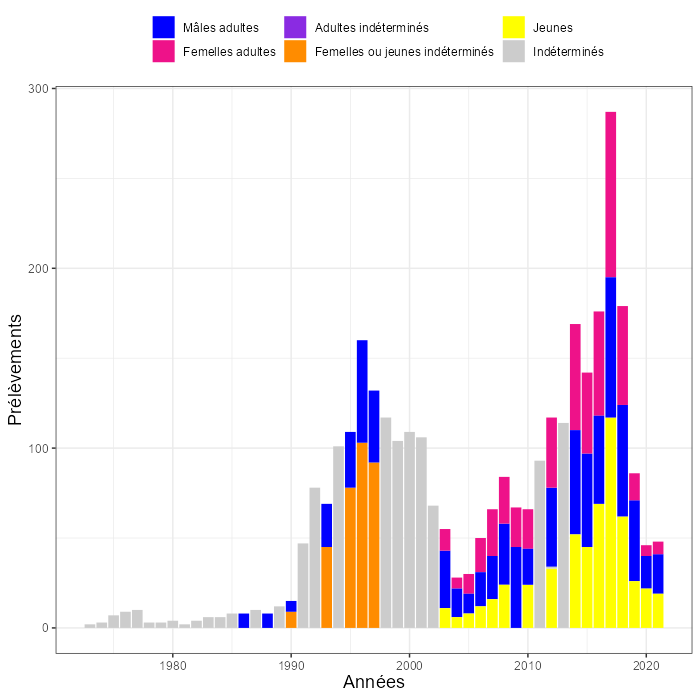 Mâles adultes Adultes indéterminés Jeunes
Femelles adultes Femelles ou jeunes indéterminés Indéterminés
300
200
100
0
Prélèvements
1980 1990 2000 2010 2020
Années